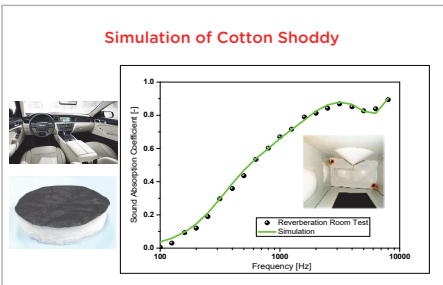 Simulation of Cotton Shoddy
Sound Absorption Coefficient [-]
1.0
0.8
0.6
0.4
0.2
0.0
Reverberation Room Test
Simulation
100
1000
10000
Frequency [Hz]